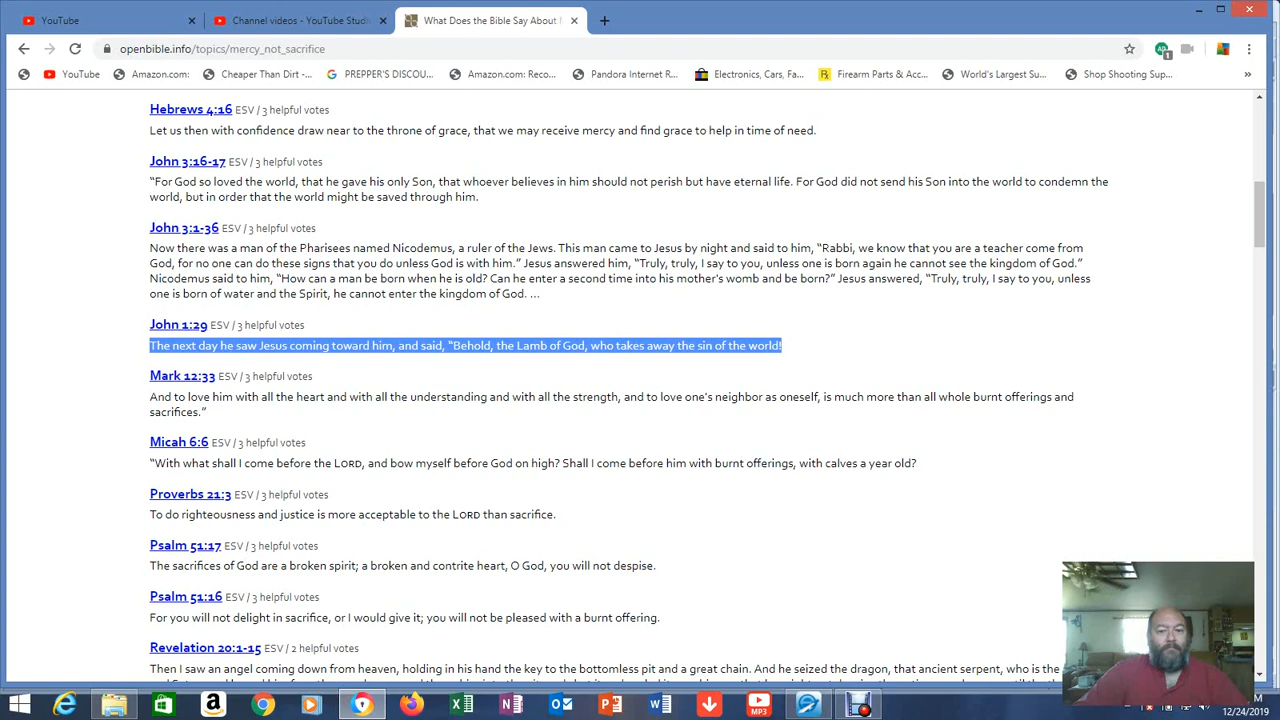 YouTube
Channel videos - YouTube Studi
What Does the Bible Say About
openbible.info/topics/mercy_not_sacrifice
YouTube
Amazon.com:
Cheaper Than Dirt -...
PREPPER'S DISCOU...
Amazon.com: Reco...
Pandora Internet R...
Electronics, Cars, Fa...
Firearm Parts & Acc...
World's Largest Su...
Shop Shooting Sup...
Hebrews 4:16 ESV / 3 helpful votes
Let us then with confidence draw near to the throne of grace, that we may receive mercy and find grace to help in time of need.
John 3:16-17 ESV / 3 helpful votes
“For God so loved the world, that he gave his only Son, that whoever believes in him should not perish but have eternal life. For God did not send his Son into the world to condemn the
world, but in order that the world might be saved through him.
John 3:1-36 ESV / 3 helpful votes
Now there was a man of the Pharisees named Nicodemus, a ruler of the Jews. This man came to Jesus by night and said to him, “Rabbi, we know that you are a teacher come from
God, for no one can do these signs that you do unless God is with him.” Jesus answered him, “Truly, truly, I say to you, unless one is born again he cannot see the kingdom of God.”
Nicodemus said to him, “How can a man be born when he is old? Can he enter a second time into his mother's womb and be born?” Jesus answered, “Truly, truly, I say to you, unless
one is born of water and the Spirit, he cannot enter the kingdom of God. ...
John 1:29 ESV / 3 helpful votes
The next day he saw Jesus coming toward him, and said, “Behold, the Lamb of God, who takes away the sin of the world!
Mark 12:33 ESV / 3 helpful votes
And to love him with all the heart and with all the understanding and with all the strength, and to love one's neighbor as oneself, is much more than all whole burnt offerings and
sacrifices.”
Micah 6:6 ESV / 3 helpful votes
“With what shall I come before the LORD, and bow myself before God on high? Shall I come before him with burnt offerings, with calves a year old?
Proverbs 21:3 ESV / 3 helpful votes
To do righteousness and justice is more acceptable to the LORD than sacrifice.
Psalm 51:17 ESV / 3 helpful votes
The sacrifices of God are a broken spirit; a broken and contrite heart, O God, you will not despise.
Psalm 51:16 ESV / 3 helpful votes
For you will not delight in sacrifice, or I would give it; you will not be pleased with a burnt offering.
Revelation 20:1-15 ESV / 2 helpful votes
Then I saw an angel coming down from heaven, holding in his hand the key to the bottomless pit and a great chain. And he seized the dragon, that ancient serpent, who is the
MP3
12/24/2019